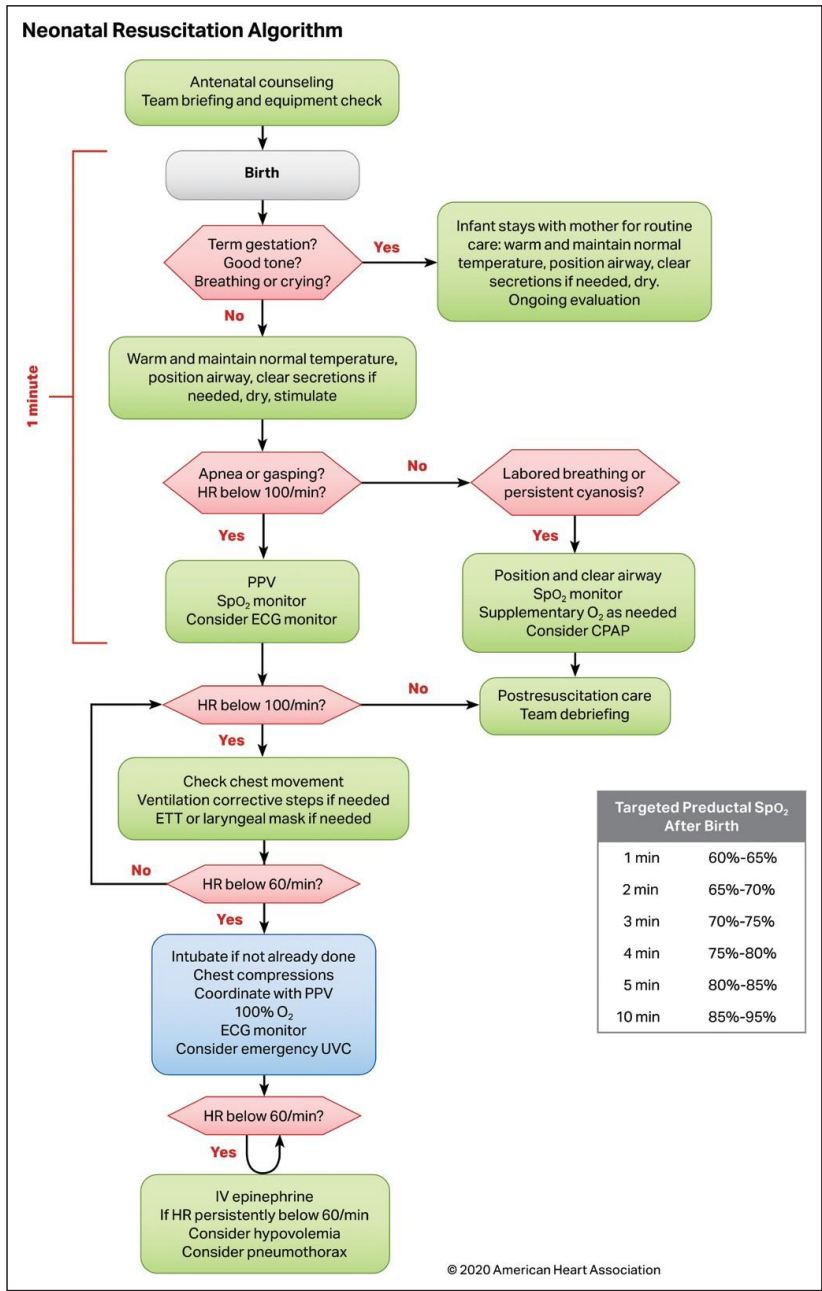 Neonatal Resuscitation Algorithm
Antenatal counseling
Team briefing and equipment check
Birth
1 minute
Term gestation?
Good tone?
Breathing or crying?
Yes
Infant stays with mother for routine
care: warm and maintain normal
temperature, position airway, clear
secretions if needed, dry.
Ongoing evaluation
No
Warm and maintain normal temperature,
position airway, clear secretions if
needed, dry, stimulate
Apnea or gasping?
HR below 100/min?
No
Labored breathing or
persistent cyanosis?
Yes
Yes
PPV
SpO₂ monitor
Consider ECG monitor
Position and clear airway
SpO₂ monitor
Supplementary O₂ as needed
Consider CPAP
HR below 100/min?
No
Postresuscitation care
Team debriefing
Yes
Check chest movement
Ventilation corrective steps if needed
ETT or laryngeal mask if needed
No
HR below 60/min?
Yes
Intubate if not already done
Chest compressions
Coordinate with PPV
100% O₂
ECG monitor
Consider emergency UVC
HR below 60/min?
Yes
IV epinephrine
If HR persistently below 60/min
Consider hypovolemia
Consider pneumothorax
Targeted Preductal SpO₂
After Birth
1 min 60%-65%
2 min 65%-70%
3 min 70%-75%
4 min 75%-80%
5 min 80%-85%
10 min 85%-95%
© 2020 American Heart Association